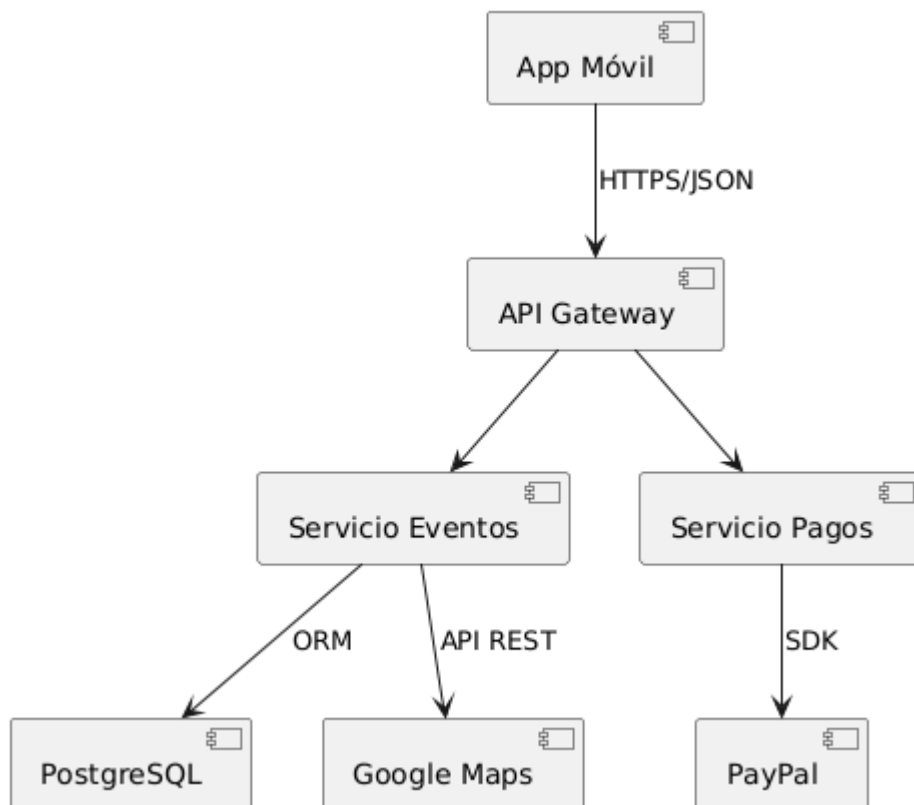 App Móvil
HTTPS/JSON
API Gateway
Servicio Eventos
Servicio Pagos
ORM
API REST
SDK
PostgreSQL
Google Maps
PayPal